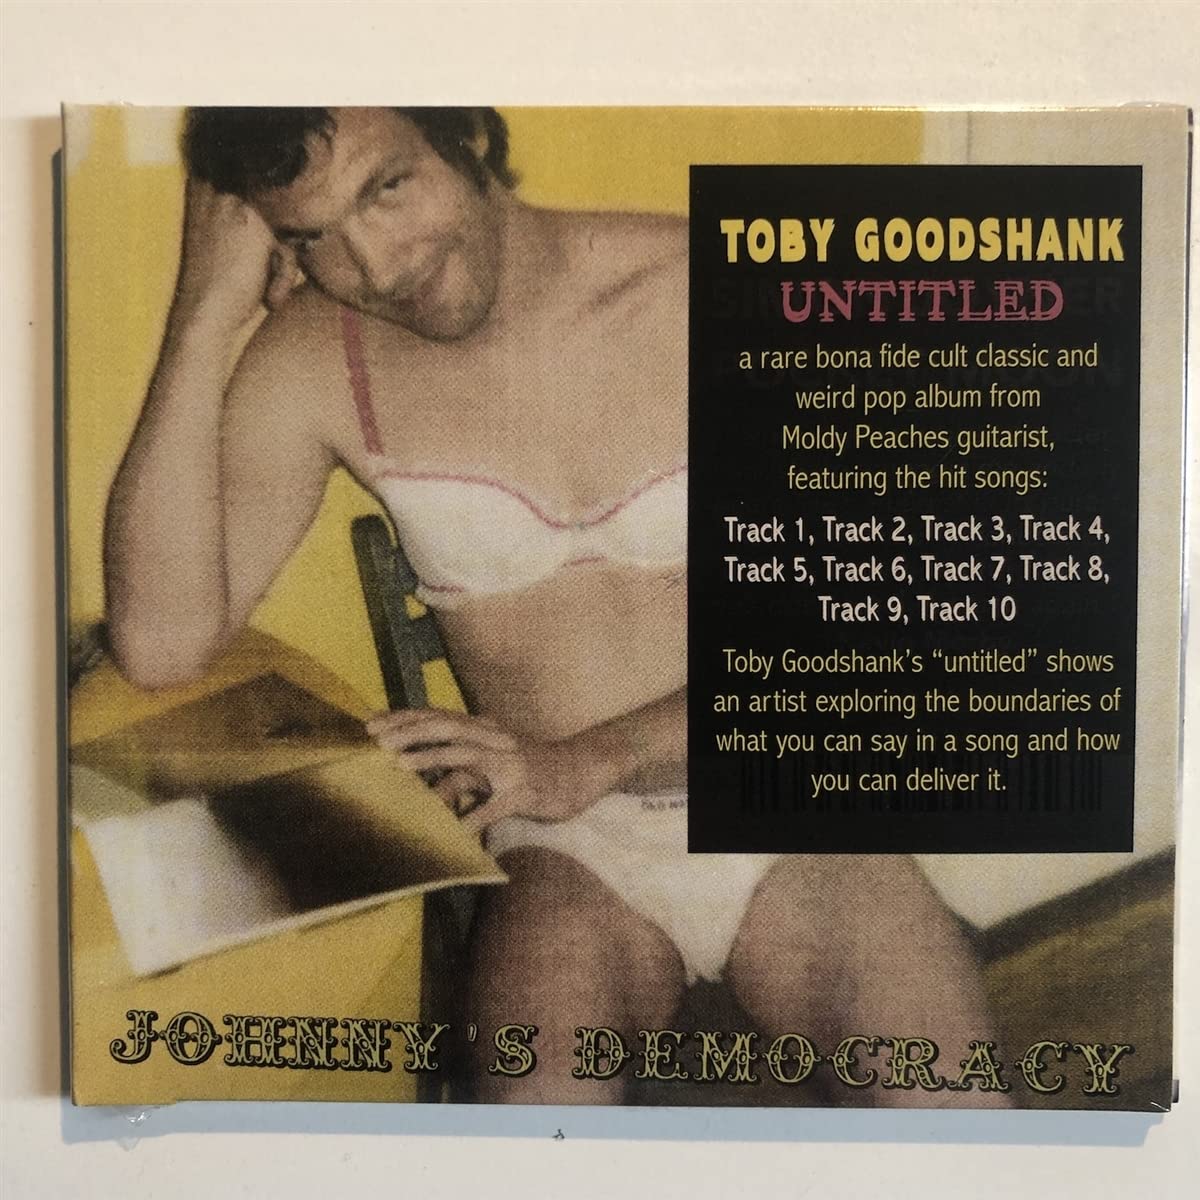 TOBY GOODSHANK
UNTITLED
a rare bona fide cult classic and
weird pop album from
Moldy Peaches guitarist,
featuring the hit songs:
Track 1, Track 2, Track 3, Track 4,
Track 5, Track 6, Track 7, Track 8,
Track 9, Track 10
Toby Goodshank's “untitled” shows
an artist exploring the boundaries of
what you can say in a song and how
you can deliver it.
JOHNNY'S DEMOCRACY